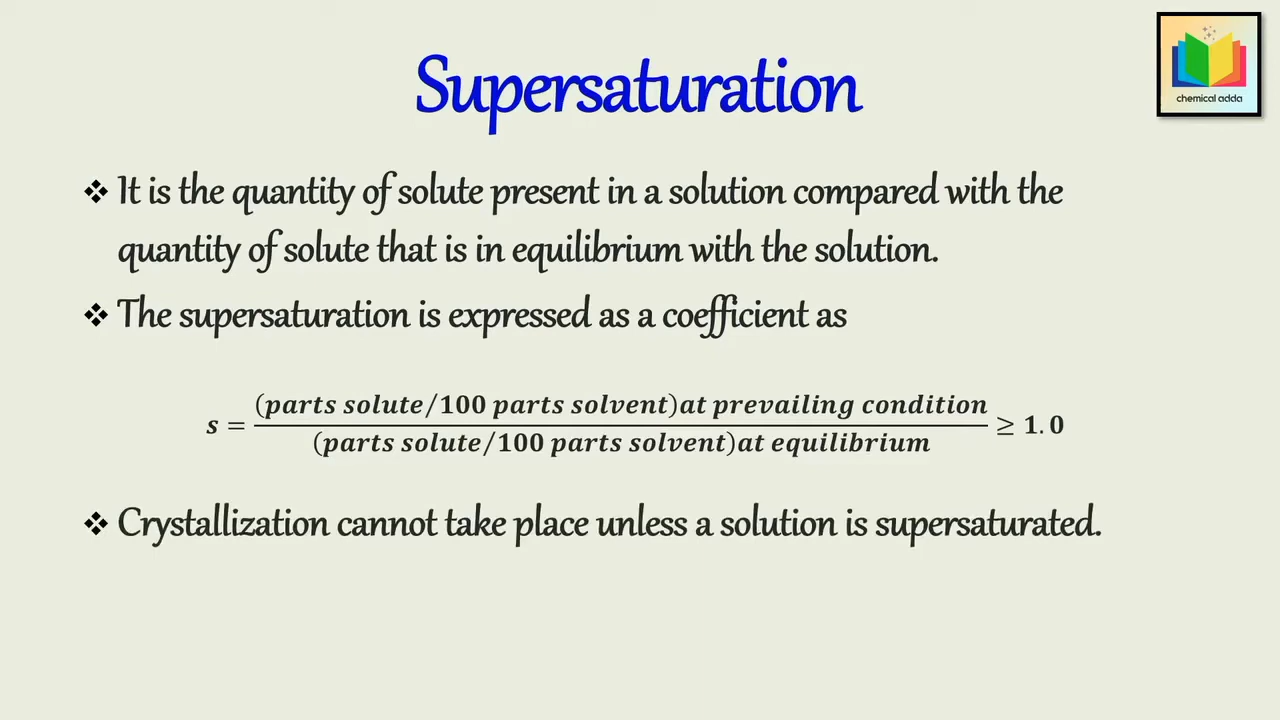 Supersaturation
chemical adda
❖ It is the quantity of solute present in a solution compared with the
quantity of solute that is in equilibrium with the solution.
❖ The supersaturation is expressed as a coefficient as
s = (parts solute/100 parts solvent)at prevailing condition / (parts solute/100 parts solvent)at equilibrium ≥ 1.0
❖ Crystallization cannot take place unless a solution is supersaturated.